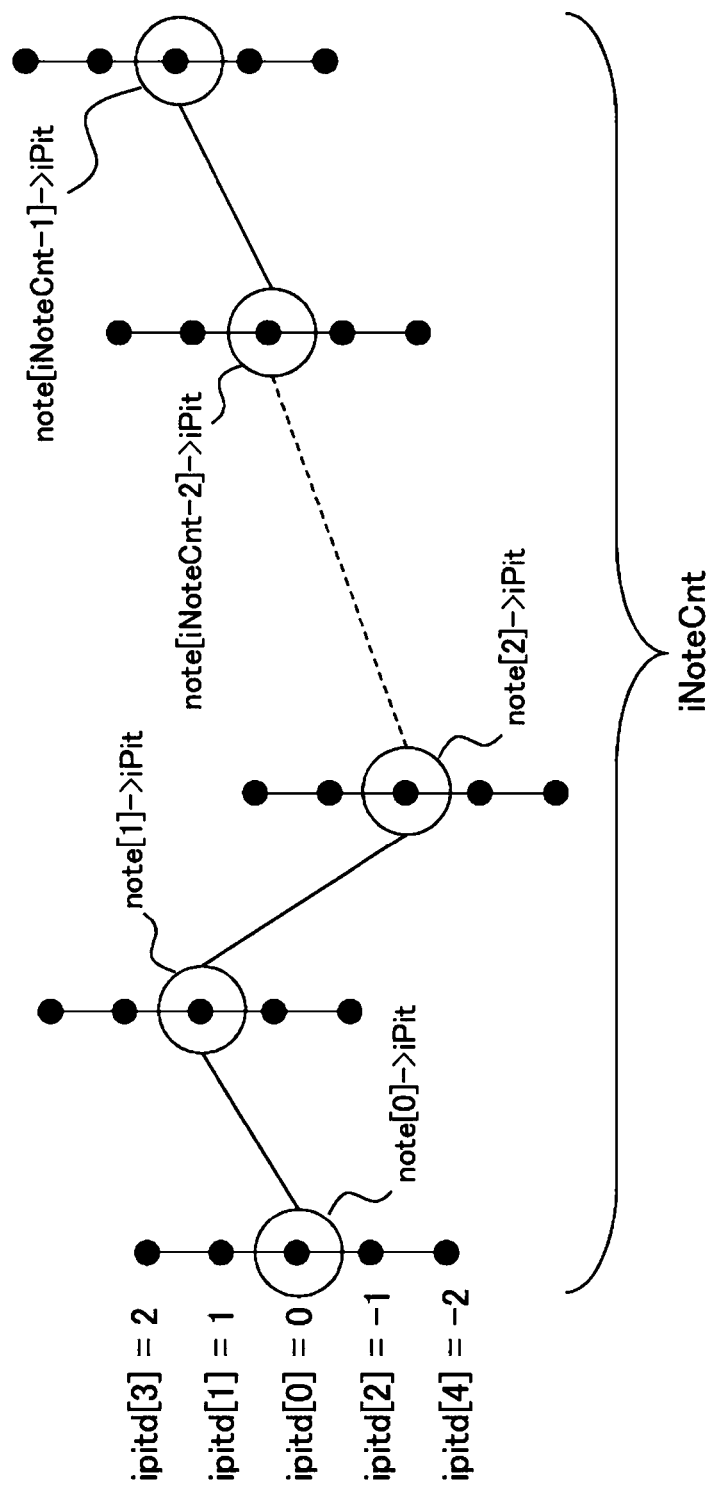 ipitd[3] = 2
ipitd[1] = 1
ipitd[0] = 0
ipitd[2] = -1
ipitd[4] = -2
note[0]->iPit
note[1]->iPit
note[2]->iPit
note[iNoteCnt-2]->iPit
note[iNoteCnt-1]->iPit
iNoteCnt